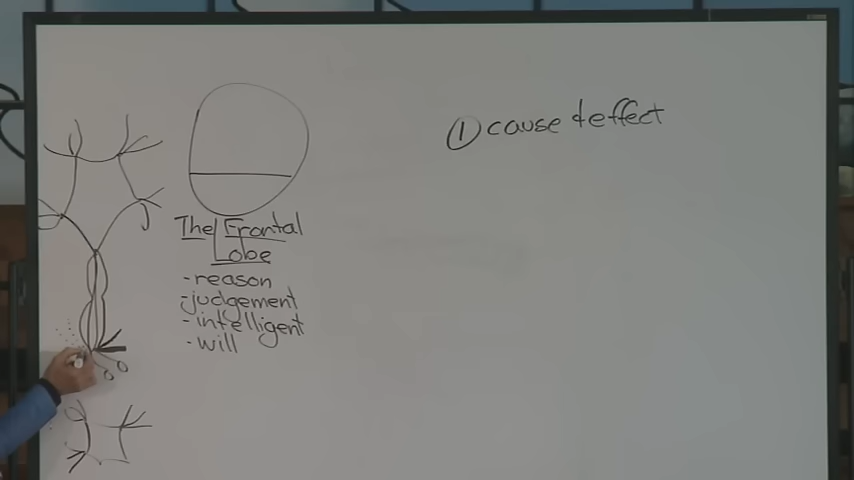 ① cause & effect
The Frontal
Lobe
- reason
- judgement
- intelligent
- will